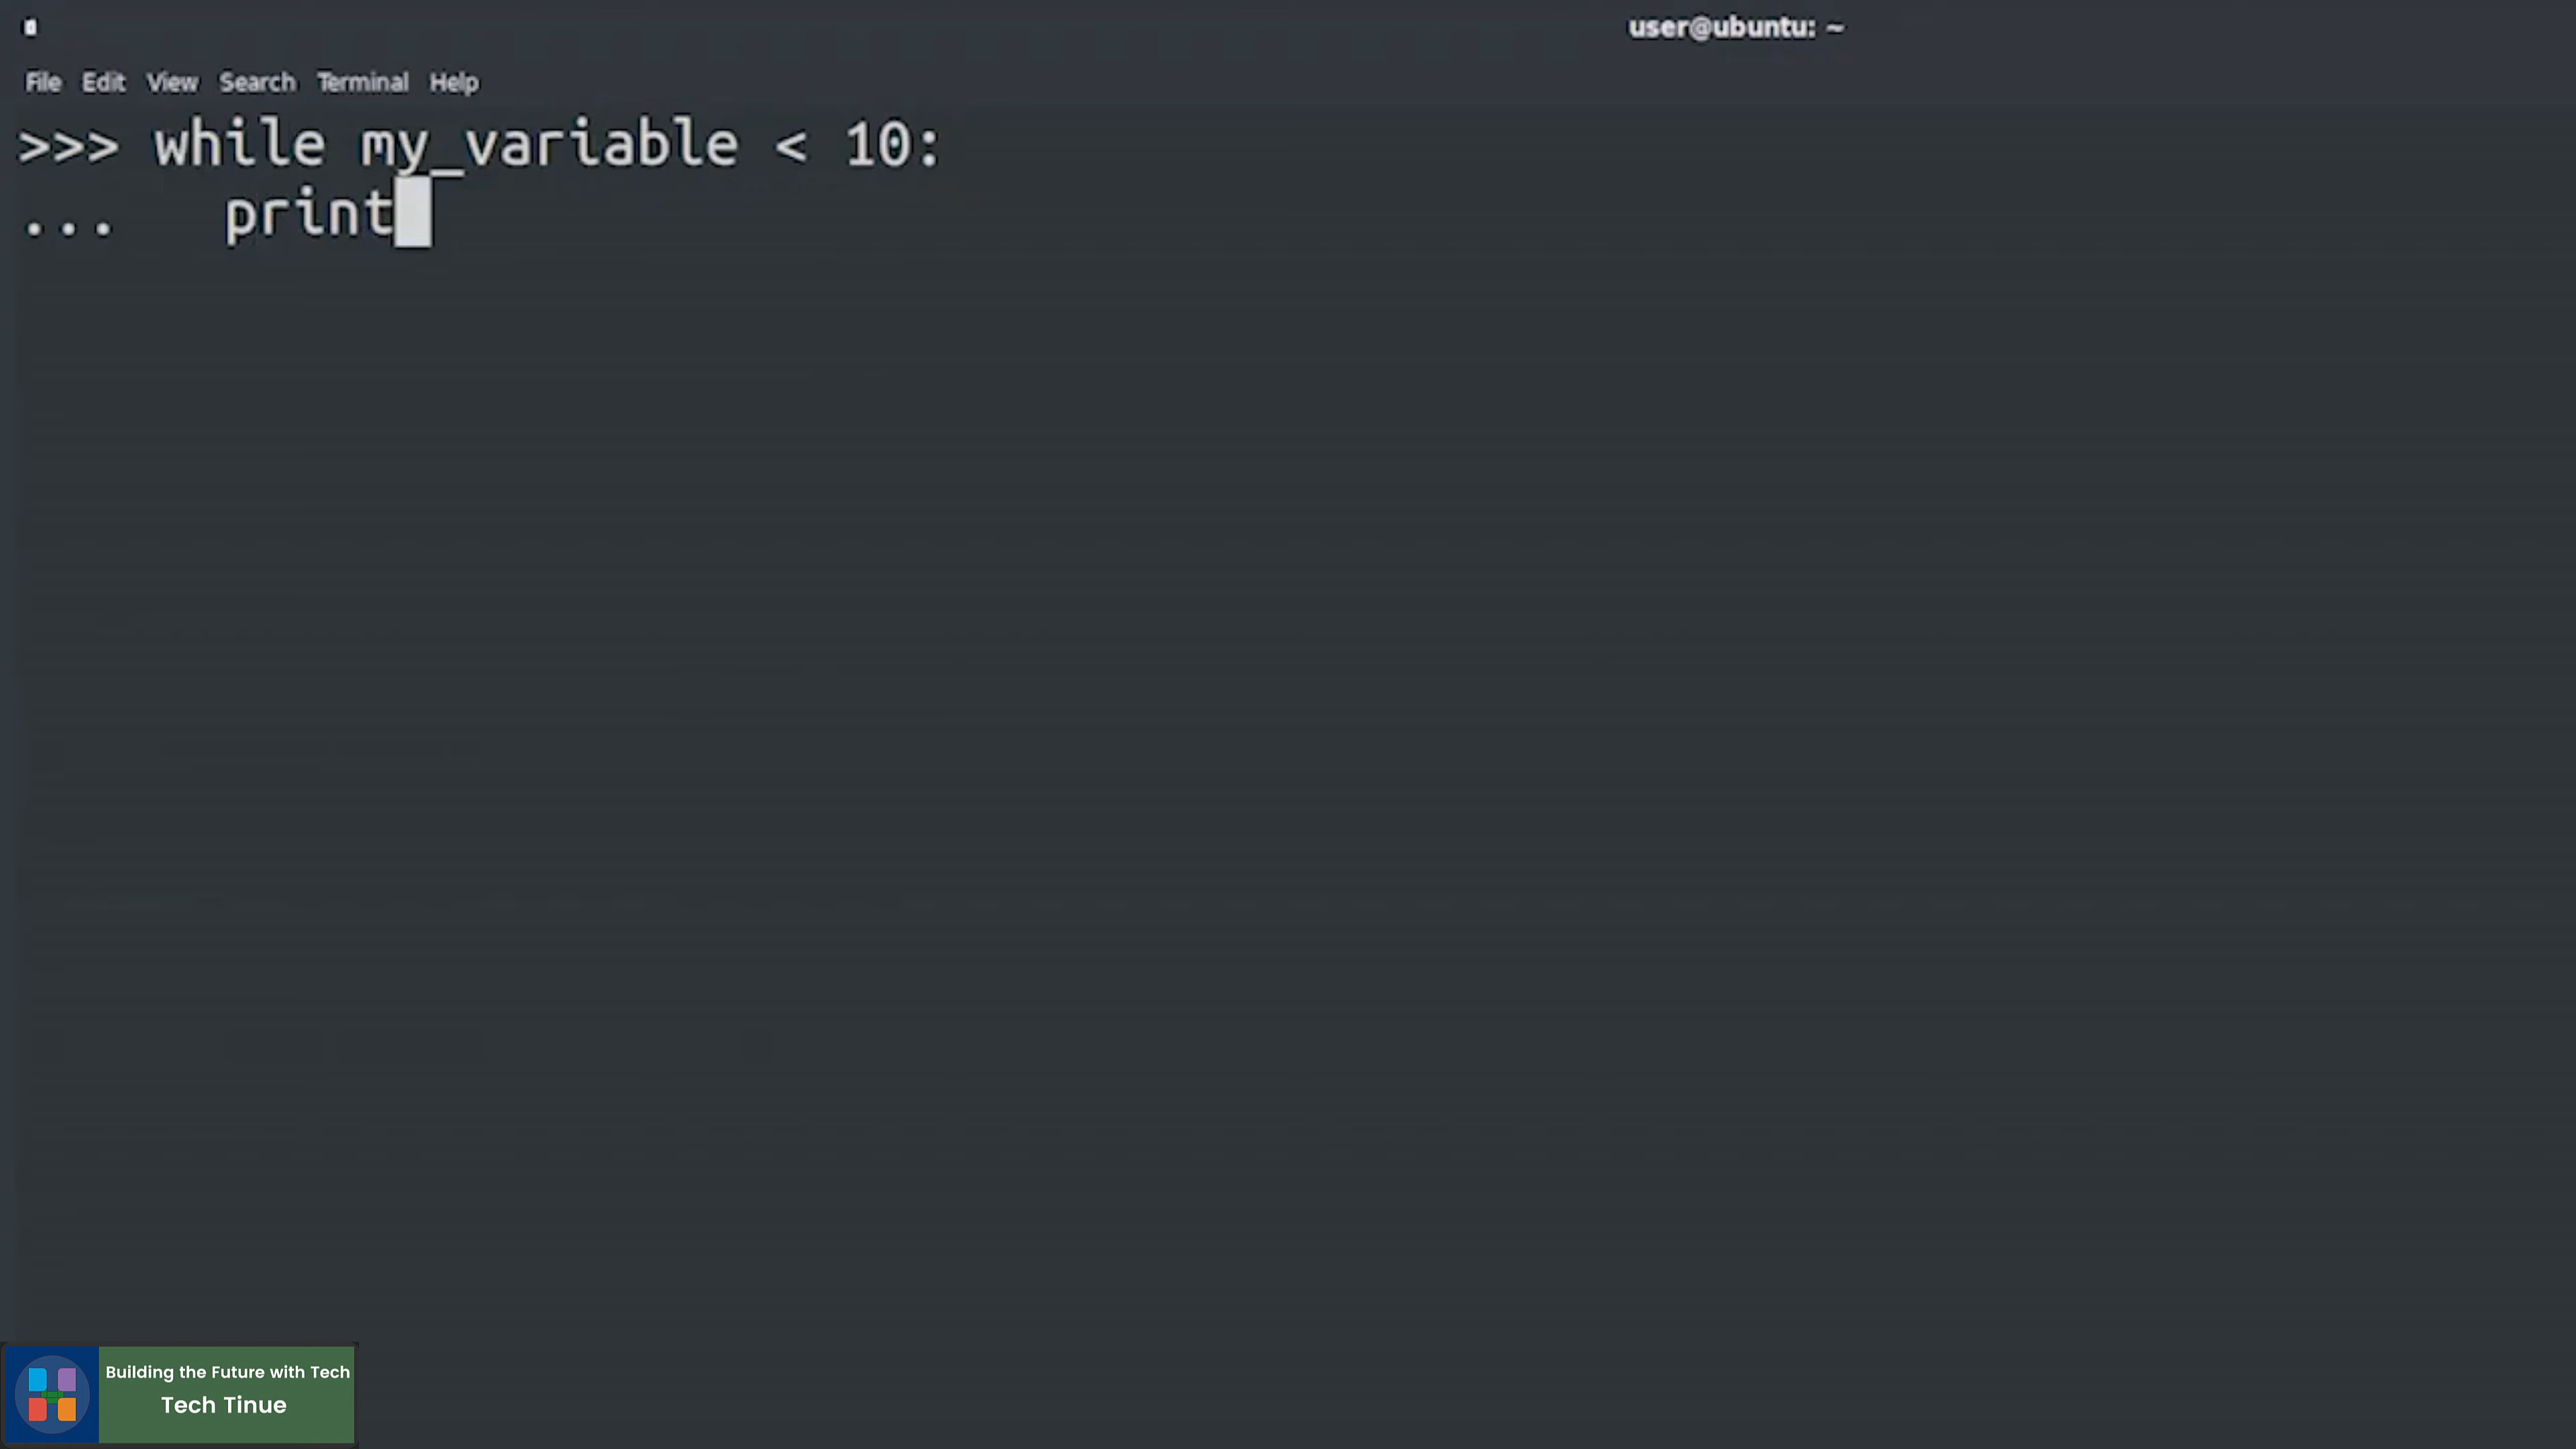 user@ubuntu: ~
File Edit View Search Terminal Help
>>> while my_variable < 10:
...   print
Building the Future with Tech
Tech Tinue